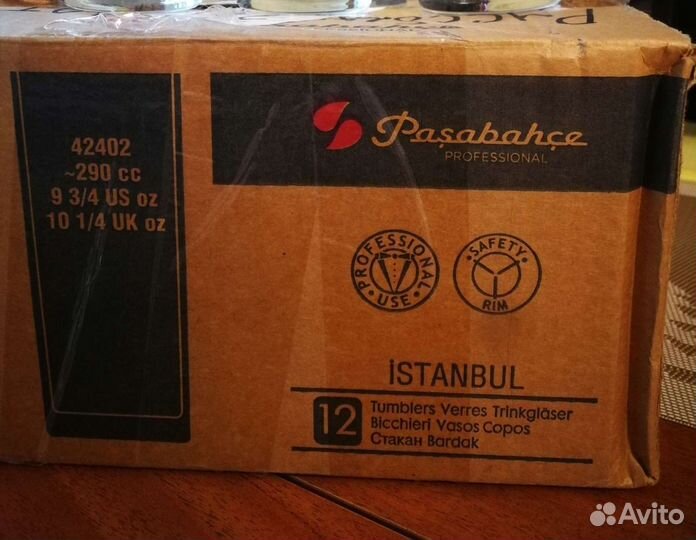 42402
~290 cc
9 3/4 US oz
10 1/4 UK oz
Paşabahçe
PROFESSIONAL
PROFESSIONAL USE
SAFETY RIM
İSTANBUL
12
Tumblers Verres Trinkgläser
Bicchieri Vasos Copos
Стакан Bardak
Avito